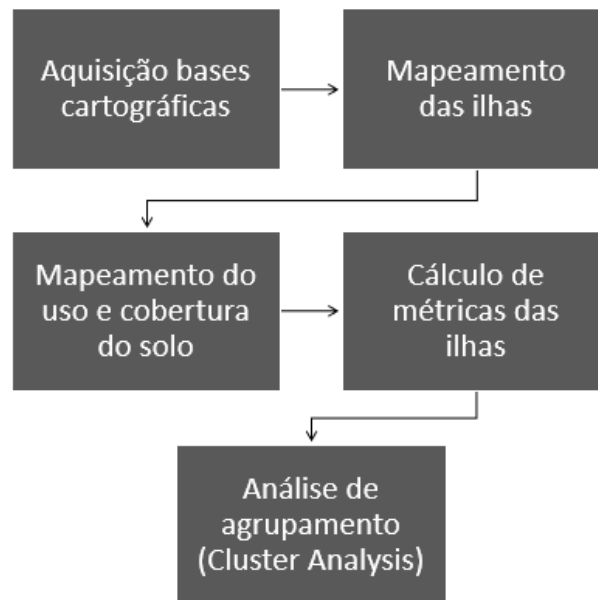 Aquisição bases
cartográficas
Mapeamento
das ilhas
Mapeamento do
uso e cobertura
do solo
Cálculo de
métricas das
ilhas
Análise de
agrupamento
(Cluster Analysis)